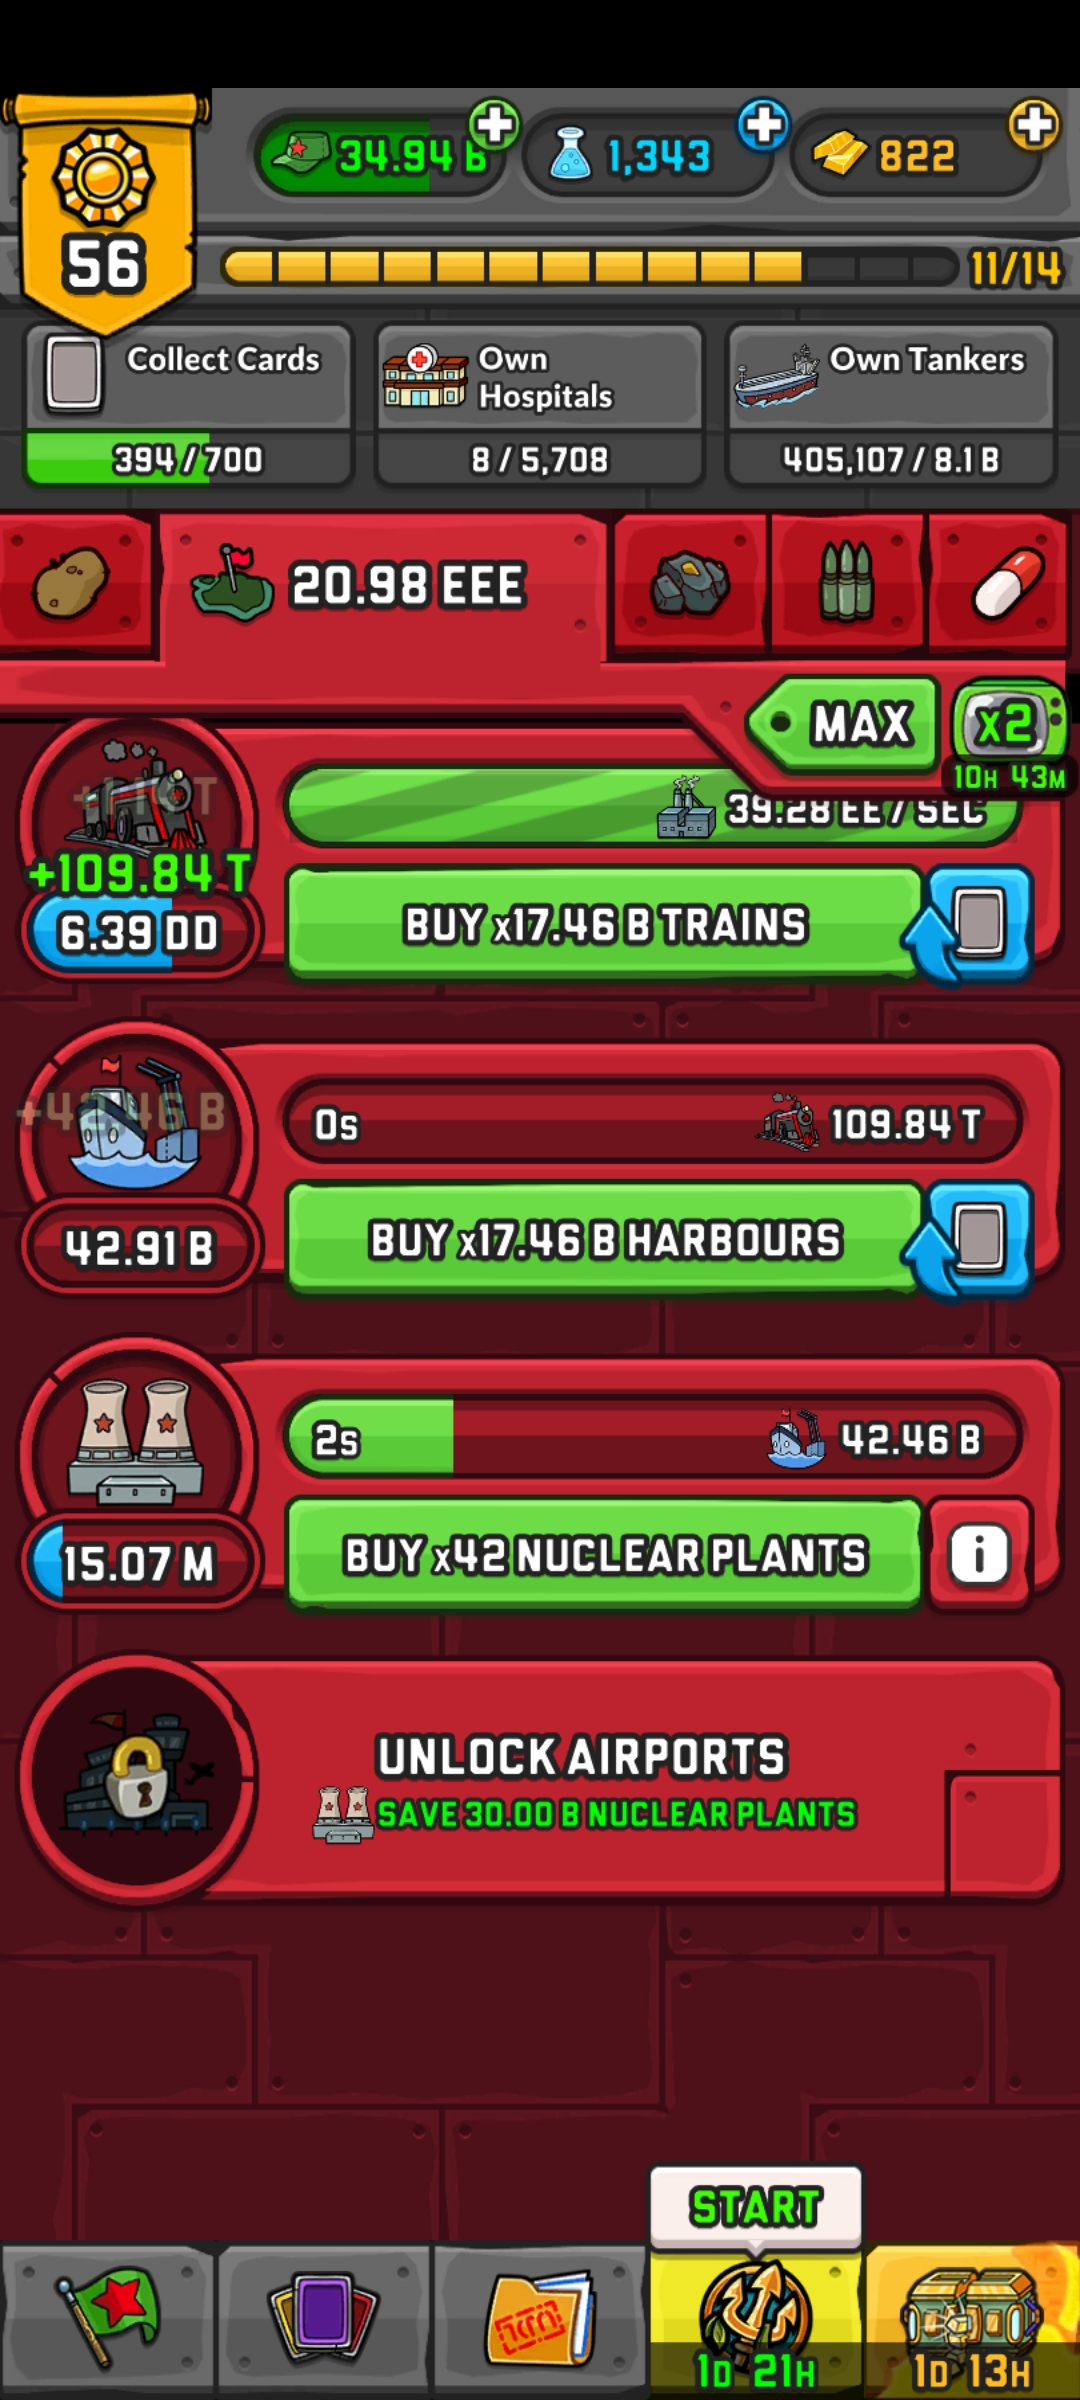 34.94 B
1,343
822
56
11/14
Collect Cards
394 / 700
Own
Hospitals
8 / 5,708
Own Tankers
405,107 / 8.1 B
20.98 EEE
MAX
x2
10H 43M
39.28 EE / SEC
+109.84 T
6.39 DD
BUY x17.46 B TRAINS
+42.46 B
0s
109.84 T
42.91 B
BUY x17.46 B HARBOURS
2s
42.46 B
15.07 M
BUY x42 NUCLEAR PLANTS
i
UNLOCK AIRPORTS
SAVE 30.00 B NUCLEAR PLANTS
START
1D 21H
1D 13H